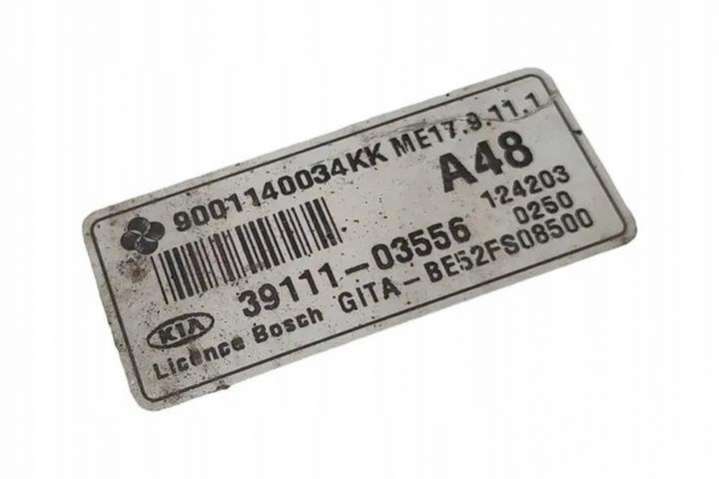 9001140034KK ME17.9.11.1
A48
124203
0250
39111-03556
GITA-BE52FS08500
KIA
Licence Bosch